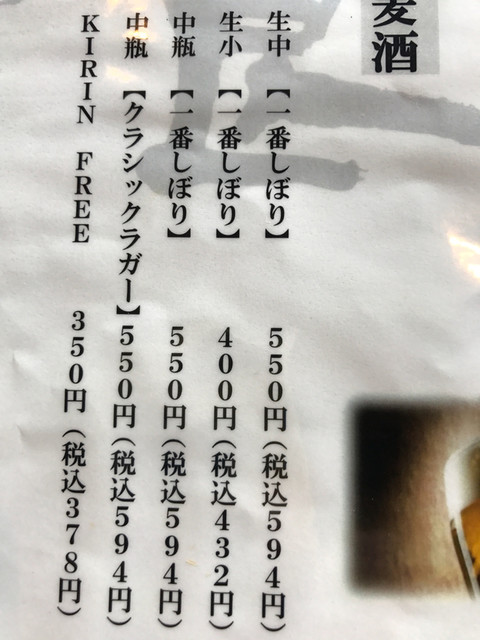 麦酒
生中【一番しぼり】 550円（税込594円）
生小【一番しぼり】 400円（税込432円）
中瓶【一番しぼり】 550円（税込594円）
中瓶【クラシックラガー】550円（税込594円）
KIRIN FREE 350円（税込378円）